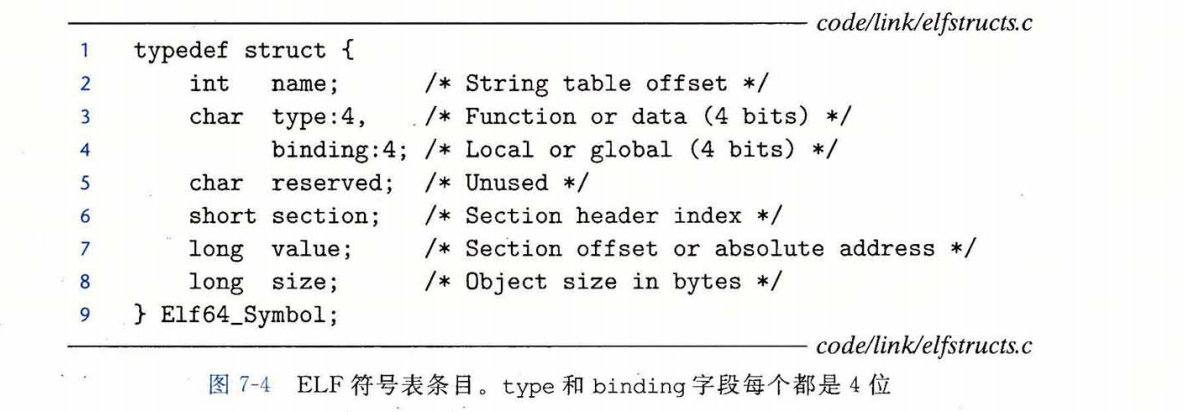 code/link/elfstructs.c
1 typedef struct {
2     int   name;      /* String table offset */
3     char  type:4,    /* Function or data (4 bits) */
4           binding:4; /* Local or global (4 bits) */
5     char  reserved;  /* Unused */
6     short section;   /* Section header index */
7     long  value;     /* Section offset or absolute address */
8     long  size;      /* Object size in bytes */
9 } Elf64_Symbol;
code/link/elfstructs.c
图 7-4 ELF 符号表条目。type 和 binding 字段每个都是 4 位